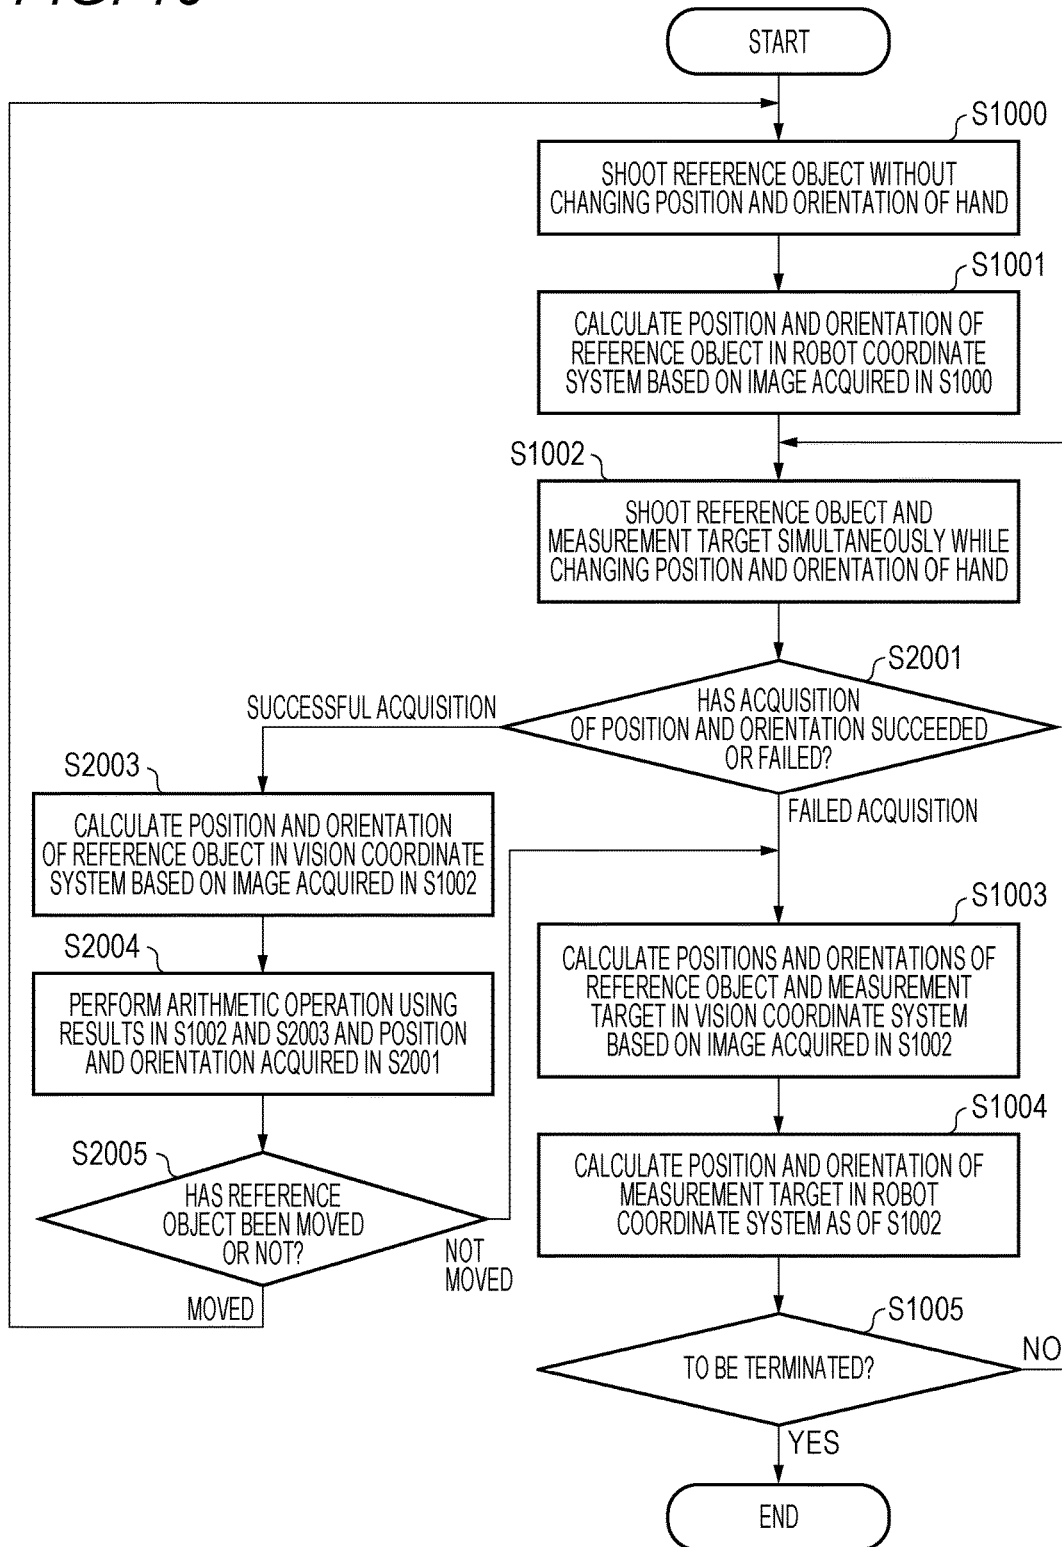 START
S1000
SHOOT REFERENCE OBJECT WITHOUT
CHANGING POSITION AND ORIENTATION OF HAND
S1001
CALCULATE POSITION AND ORIENTATION OF
REFERENCE OBJECT IN ROBOT COORDINATE
SYSTEM BASED ON IMAGE ACQUIRED IN S1000
S1002
SHOOT REFERENCE OBJECT AND
MEASUREMENT TARGET SIMULTANEOUSLY WHILE
CHANGING POSITION AND ORIENTATION OF HAND
S2001
HAS ACQUISITION
OF POSITION AND ORIENTATION SUCCEEDED
OR FAILED?
SUCCESSFUL ACQUISITION
FAILED ACQUISITION
S2003
CALCULATE POSITION AND ORIENTATION
OF REFERENCE OBJECT IN VISION COORDINATE
SYSTEM BASED ON IMAGE ACQUIRED IN S1002
S2004
PERFORM ARITHMETIC OPERATION USING
RESULTS IN S1002 AND S2003 AND POSITION
AND ORIENTATION ACQUIRED IN S2001
S2005
HAS REFERENCE
OBJECT BEEN MOVED
OR NOT?
NOT
MOVED
MOVED
S1003
CALCULATE POSITIONS AND ORIENTATIONS OF
REFERENCE OBJECT AND MEASUREMENT
TARGET IN VISION COORDINATE SYSTEM
BASED ON IMAGE ACQUIRED IN S1002
S1004
CALCULATE POSITION AND ORIENTATION OF
MEASUREMENT TARGET IN ROBOT
COORDINATE SYSTEM AS OF S1002
S1005
TO BE TERMINATED?
NO
YES
END